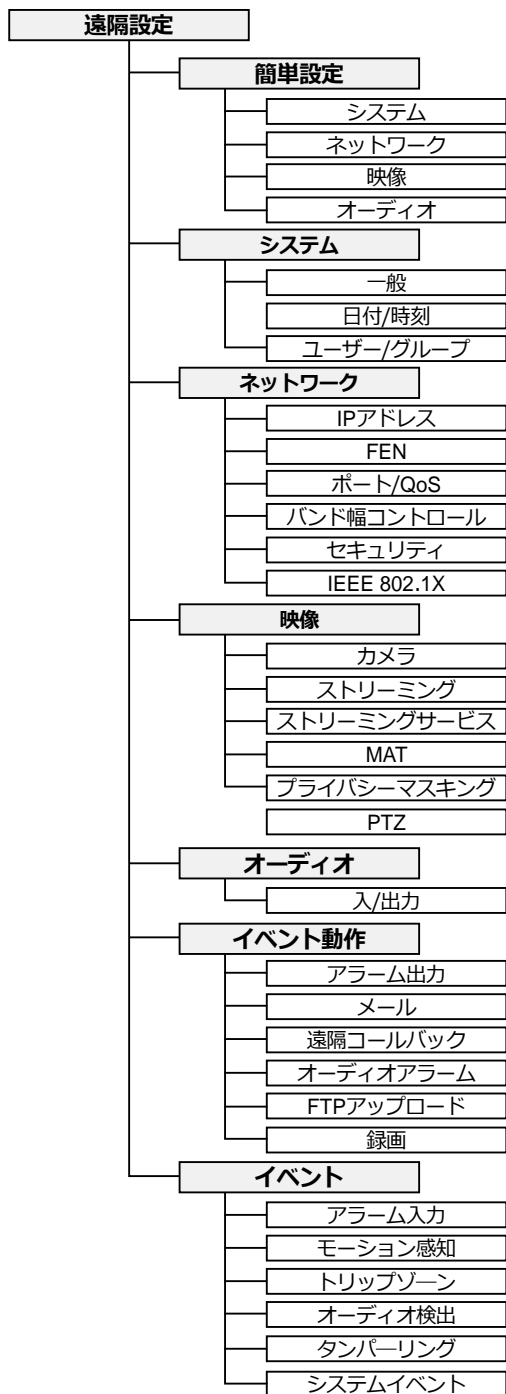 遠隔設定
簡単設定
システム
ネットワーク
映像
オーディオ
システム
一般
日付/時刻
ユーザー/グループ
ネットワーク
IPアドレス
FEN
ポート/QoS
バンド幅コントロール
セキュリティ
IEEE 802.1X
映像
カメラ
ストリーミング
ストリーミングサービス
MAT
プライバシーマスキング
PTZ
オーディオ
入/出力
イベント動作
アラーム出力
メール
遠隔コールバック
オーディオアラーム
FTPアップロード
録画
イベント
アラーム入力
モーション感知
トリップゾーン
オーディオ検出
タンパーリング
システムイベント